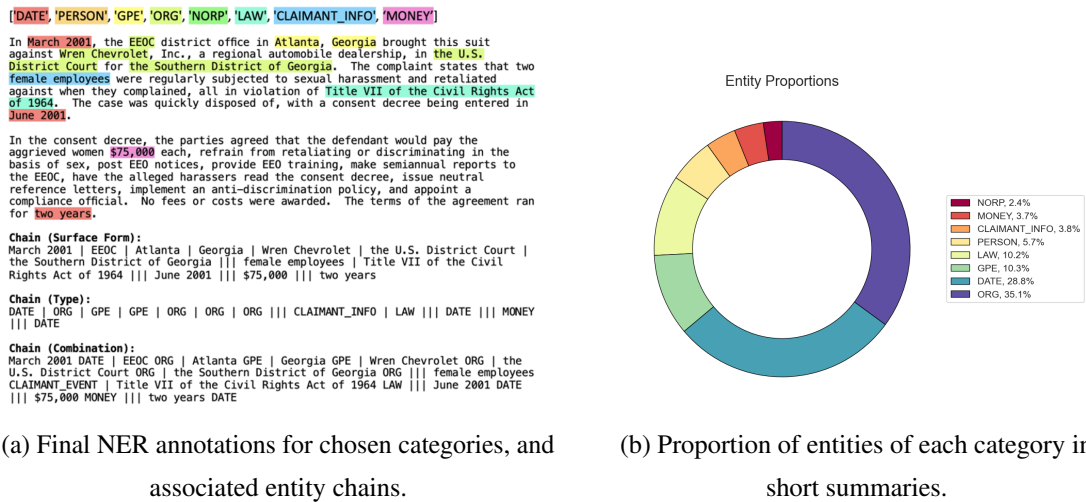 ['DATE', 'PERSON', 'GPE', 'ORG', 'NORP', 'LAW', 'CLAIMANT_INFO', 'MONEY']
In March 2001, the EEOC district office in Atlanta, Georgia brought this suit
against Wren Chevrolet, Inc., a regional automobile dealership, in the U.S.
District Court for the Southern District of Georgia.  The complaint states that two
female employees were regularly subjected to sexual harassment and retaliated
against when they complained, all in violation of Title VII of the Civil Rights Act
of 1964.  The case was quickly disposed of, with a consent decree being entered in
June 2001.
In the consent decree, the parties agreed that the defendant would pay the
aggrieved women $75,000 each, refrain from retaliating or discriminating in the
basis of sex, post EEO notices, provide EEO training, make semiannual reports to
the EEOC, have the alleged harassers read the consent decree, issue neutral
reference letters, implement an anti-discrimination policy, and appoint a
compliance official.  No fees or costs were awarded.  The terms of the agreement ran
for two years.
Chain (Surface Form):
March 2001 | EEOC | Atlanta | Georgia | Wren Chevrolet | the U.S. District Court |
the Southern District of Georgia ||| female employees | Title VII of the Civil
Rights Act of 1964 ||| June 2001 ||| $75,000 ||| two years
Chain (Type):
DATE | ORG | GPE | GPE | ORG | ORG | ORG ||| CLAIMANT_INFO | LAW ||| DATE ||| MONEY
||| DATE
Chain (Combination):
March 2001 DATE | EEOC ORG | Atlanta GPE | Georgia GPE | Wren Chevrolet ORG | the
U.S. District Court ORG | the Southern District of Georgia ORG ||| female employees
CLAIMANT_EVENT | Title VII of the Civil Rights Act of 1964 LAW ||| June 2001 DATE
||| $75,000 MONEY ||| two years DATE
(a) Final NER annotations for chosen categories, and
associated entity chains.
Entity Proportions
NORP, 2.4%
MONEY, 3.7%
CLAIMANT_INFO, 3.8%
PERSON, 5.7%
LAW, 10.2%
GPE, 10.3%
DATE, 28.8%
ORG, 35.1%
(b) Proportion of entities of each category in
short summaries.